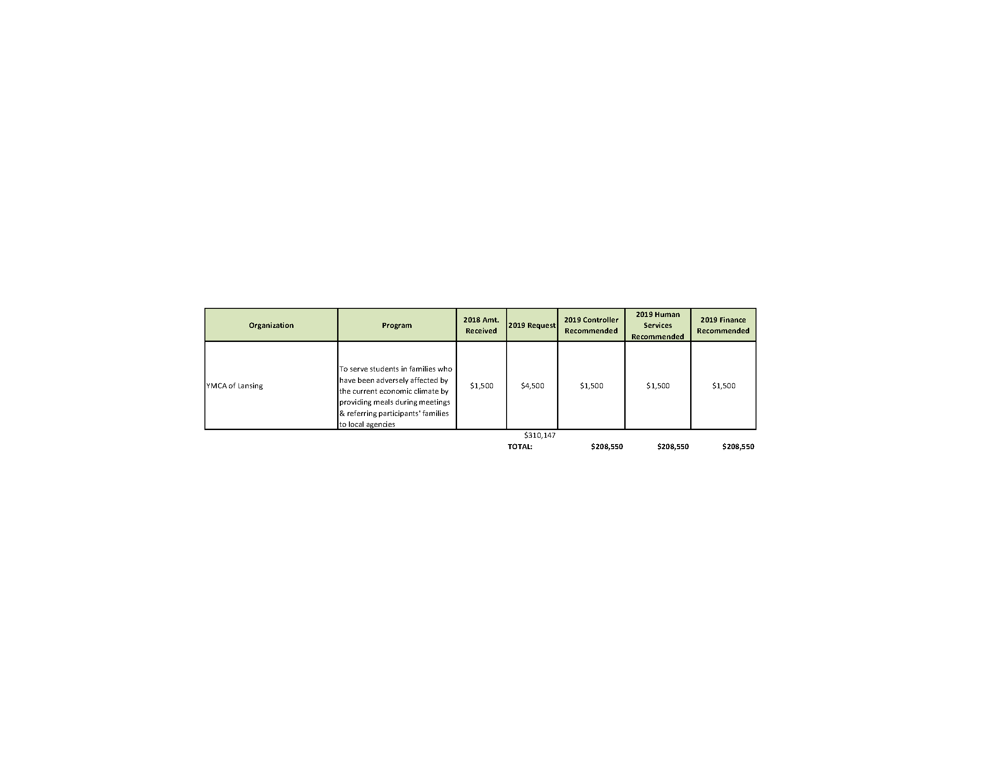 Organization
Program
2018 Amt.
Received
2019 Request
2019 Controller
Recommended
2019 Human
Services
Recommended
2019 Finance
Recommended
YMCA of Lansing
To serve students in families who
have been adversely affected by
the current economic climate by
providing meals during meetings
& referring participants' families
to local agencies
$1,500
$4,500
$1,500
$1,500
$1,500
$310,147
TOTAL: $208,550 $208,550 $208,550